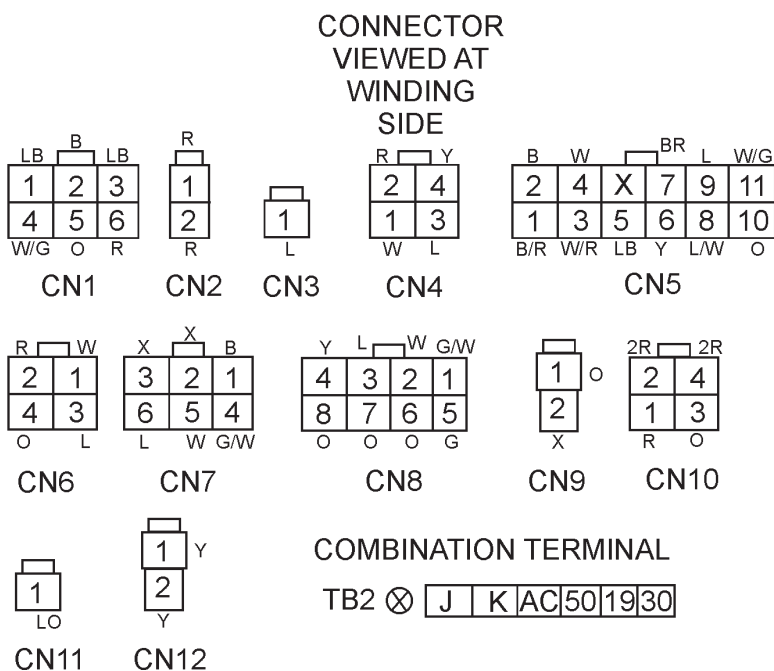 CONNECTOR
VIEWED AT
WINDING
SIDE
LB B LB
1 2 3
4 5 6
W/G O R
CN1
R
1
2
R
CN2
1
L
CN3
R Y
2 4
1 3
W L
CN4
B W BR L W/G
2 4 X 7 9 11
1 3 5 6 8 10
B/R W/R LB Y L/W O
CN5
R W
2 1
4 3
O L
CN6
X X B
3 2 1
6 5 4
L W G/W
CN7
Y L W G/W
4 3 2 1
8 7 6 5
O O O G
CN8
1 O
2
X
CN9
2R 2R
2 4
1 3
R O
CN10
1
LO
CN11
1 Y
2
Y
CN12
COMBINATION TERMINAL
TB2 J K AC 50 19 30